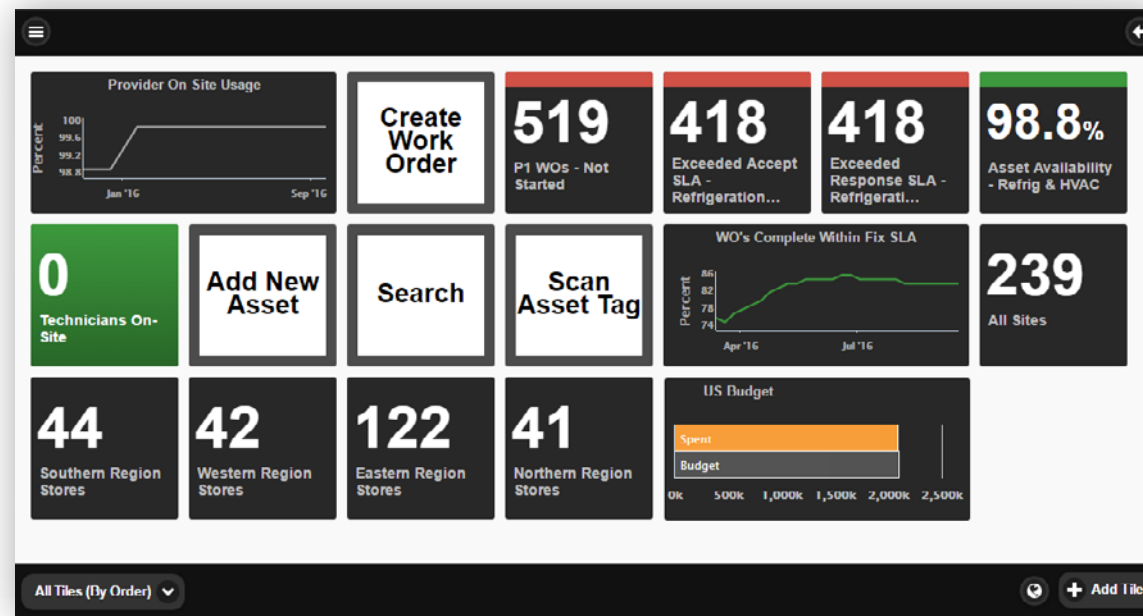 Provider On Site Usage
Percent
100
99.6
99.2
98.8
Jan '16
Sep '16
Create
Work
Order
519
P1 WOs - Not
Started
418
Exceeded Accept
SLA -
Refrigeration...
418
Exceeded
Response SLA -
Refrigerati...
98.8%
Asset Availability
- Refrig & HVAC
0
Technicians On-
Site
Add New
Asset
Search
Scan
Asset Tag
WO's Complete Within Fix SLA
Percent
86
82
78
74
Apr '16
Jul '16
239
All Sites
44
Southern Region
Stores
42
Western Region
Stores
122
Eastern Region
Stores
41
Northern Region
Stores
US Budget
Spent
Budget
0k 500k 1,000k 1,500k 2,000k 2,500k
All Tiles (By Order)
Add Tile